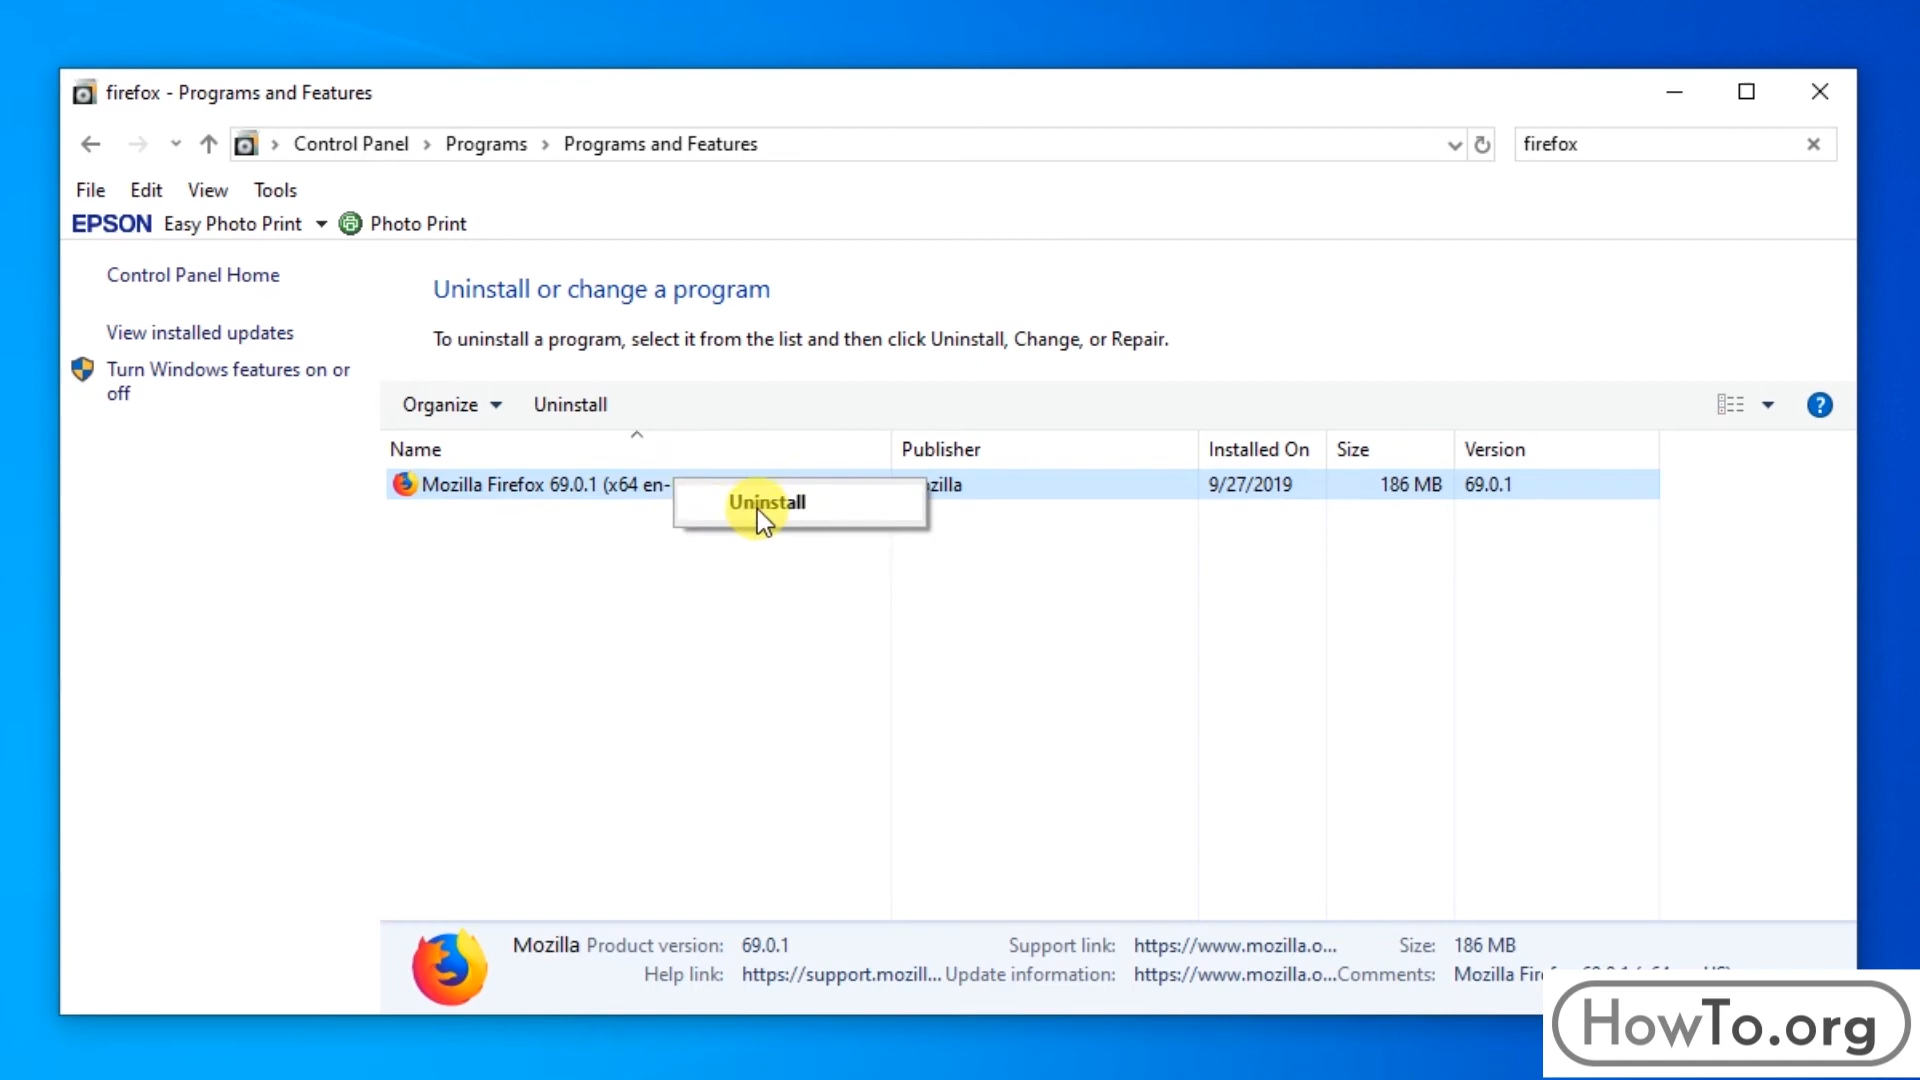 firefox - Programs and Features
Control Panel > Programs > Programs and Features
firefox
File Edit View Tools
EPSON Easy Photo Print Photo Print
Control Panel Home
View installed updates
Turn Windows features on or
off
Uninstall or change a program
To uninstall a program, select it from the list and then click Uninstall, Change, or Repair.
Organize Uninstall
?
Name Publisher Installed On Size Version
Mozilla Firefox 69.0.1 (x64 en- zilla 9/27/2019 186 MB 69.0.1
Uninstall
Mozilla Product version: 69.0.1 Support link: https://www.mozilla.o... Size: 186 MB
Help link: https://support.mozill... Update information: https://www.mozilla.o... Comments: Mozilla
HowTo.org